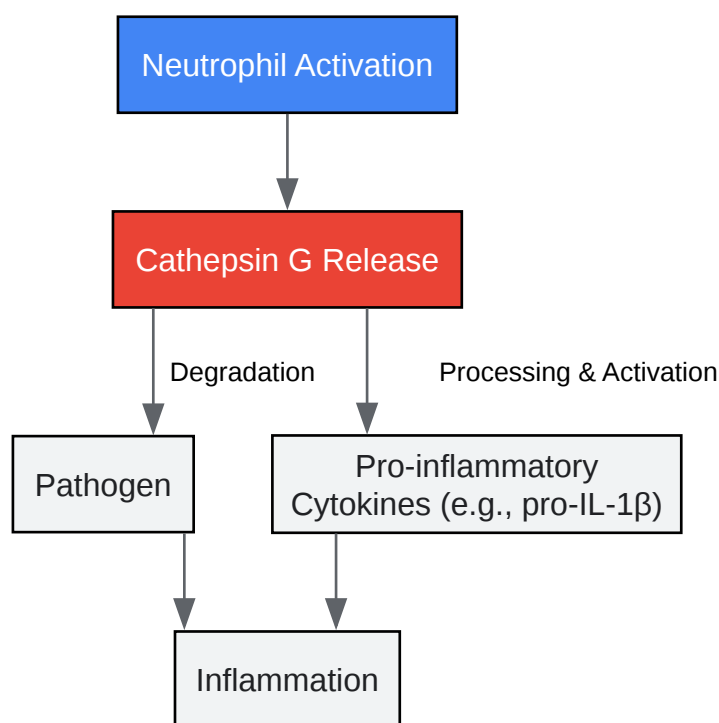 Neutrophil Activation
Cathepsin G Release
Degradation
Processing & Activation
Pathogen
Pro-inflammatory
Cytokines (e.g., pro-IL-1β)
Inflammation